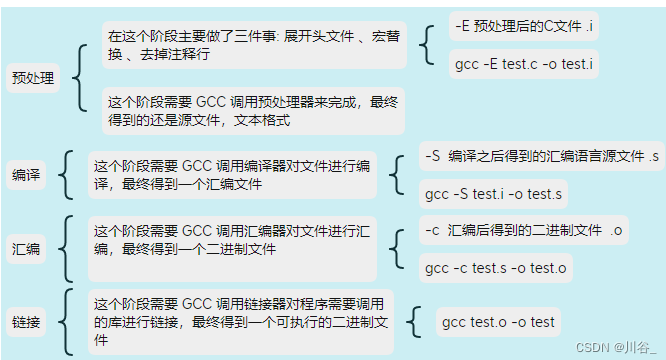 预处理
在这个阶段主要做了三件事: 展开头文件 、宏替
换 、去掉注释行
-E 预处理后的C文件 .i
gcc -E test.c -o test.i
这个阶段需要 GCC 调用预处理器来完成，最终
得到的还是源文件，文本格式
编译
这个阶段需要 GCC 调用编译器对文件进行编
译，最终得到一个汇编文件
-S 编译之后得到的汇编语言源文件 .s
gcc -S test.i -o test.s
汇编
这个阶段需要 GCC 调用汇编器对文件进行汇
编，最终得到一个二进制文件
-c 汇编后得到的二进制文件 .o
gcc -c test.s -o test.o
链接
这个阶段需要 GCC 调用链接器对程序需要调用
的库进行链接，最终得到一个可执行的二进制文
件
gcc test.o -o test
CSDN @川谷_